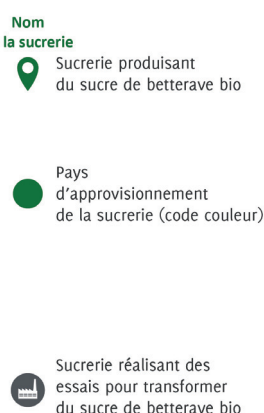 Nom
la sucrerie
Sucrerie produisant
du sucre de betterave bio
Pays
d'approvisionnement
de la sucrerie (code couleur)
Sucrerie réalisant des
essais pour transformer
du sucre de betterave bio